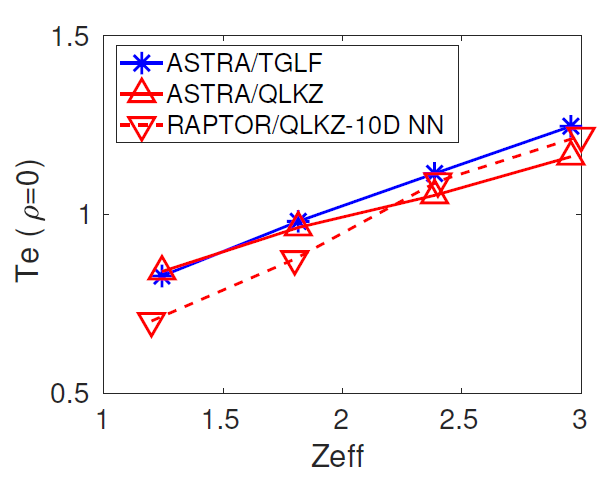 1.5
ASTRA/TGLF
ASTRA/QLKZ
RAPTOR/QLKZ-10D NN
Te ( ρ=0)
1
0.5
1
1.5
2
2.5
3
Zeff